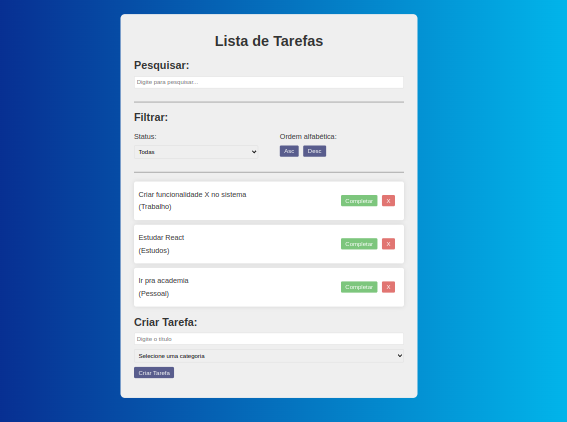 Lista de Tarefas
Pesquisar:
Digite para pesquisar...
Filtrar:
Status:
Todas
Ordem alfabética:
Asc Desc
Criar funcionalidade X no sistema
(Trabalho)
Completar X
Estudar React
(Estudos)
Completar X
Ir pra academia
(Pessoal)
Completar X
Criar Tarefa:
Digite o título
Selecione uma categoria
Criar Tarefa